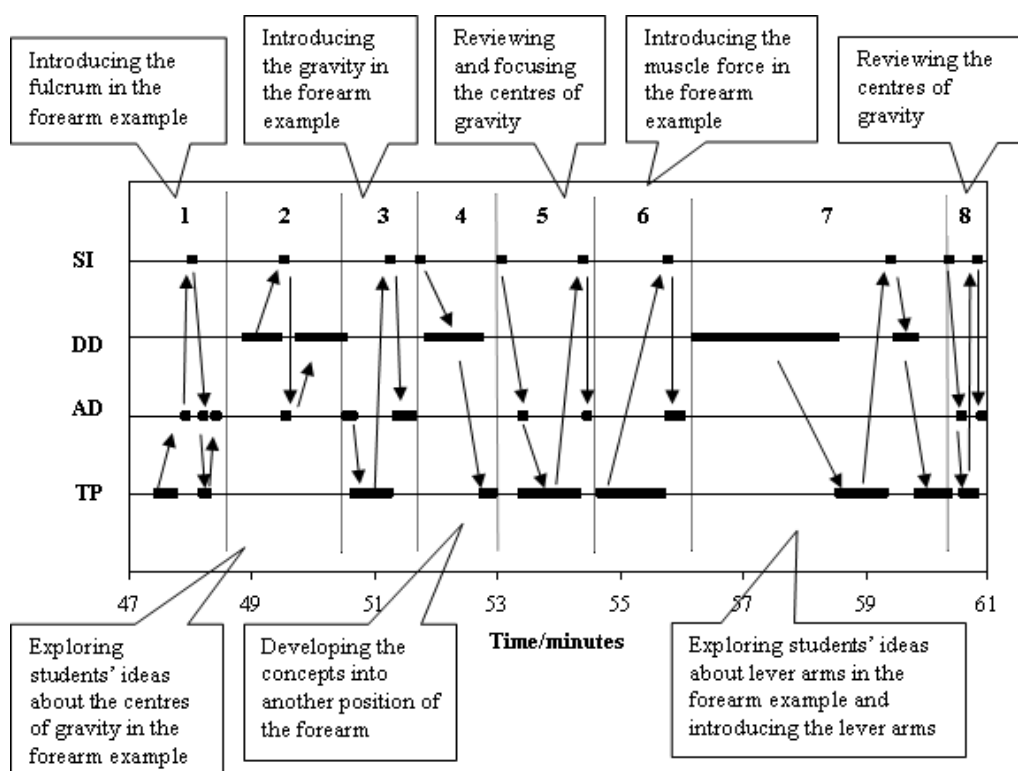 Introducing the
fulcrum in the
forearm example
Introducing
the gravity in
the forearm
example
Reviewing
and focusing
the centres of
gravity
Introducing the
muscle force in
the forearm
example
Reviewing the
centres of
gravity
1 2 3 4 5 6 7 8
SI
DD
AD
TP
47 49 51 53 55 57 59 61
Time/minutes
Exploring
students’ ideas
about the centres
of gravity in the
forearm example
Developing the
concepts into
another position of
the forearm
Exploring students’ ideas
about lever arms in the
forearm example and
introducing the lever arms